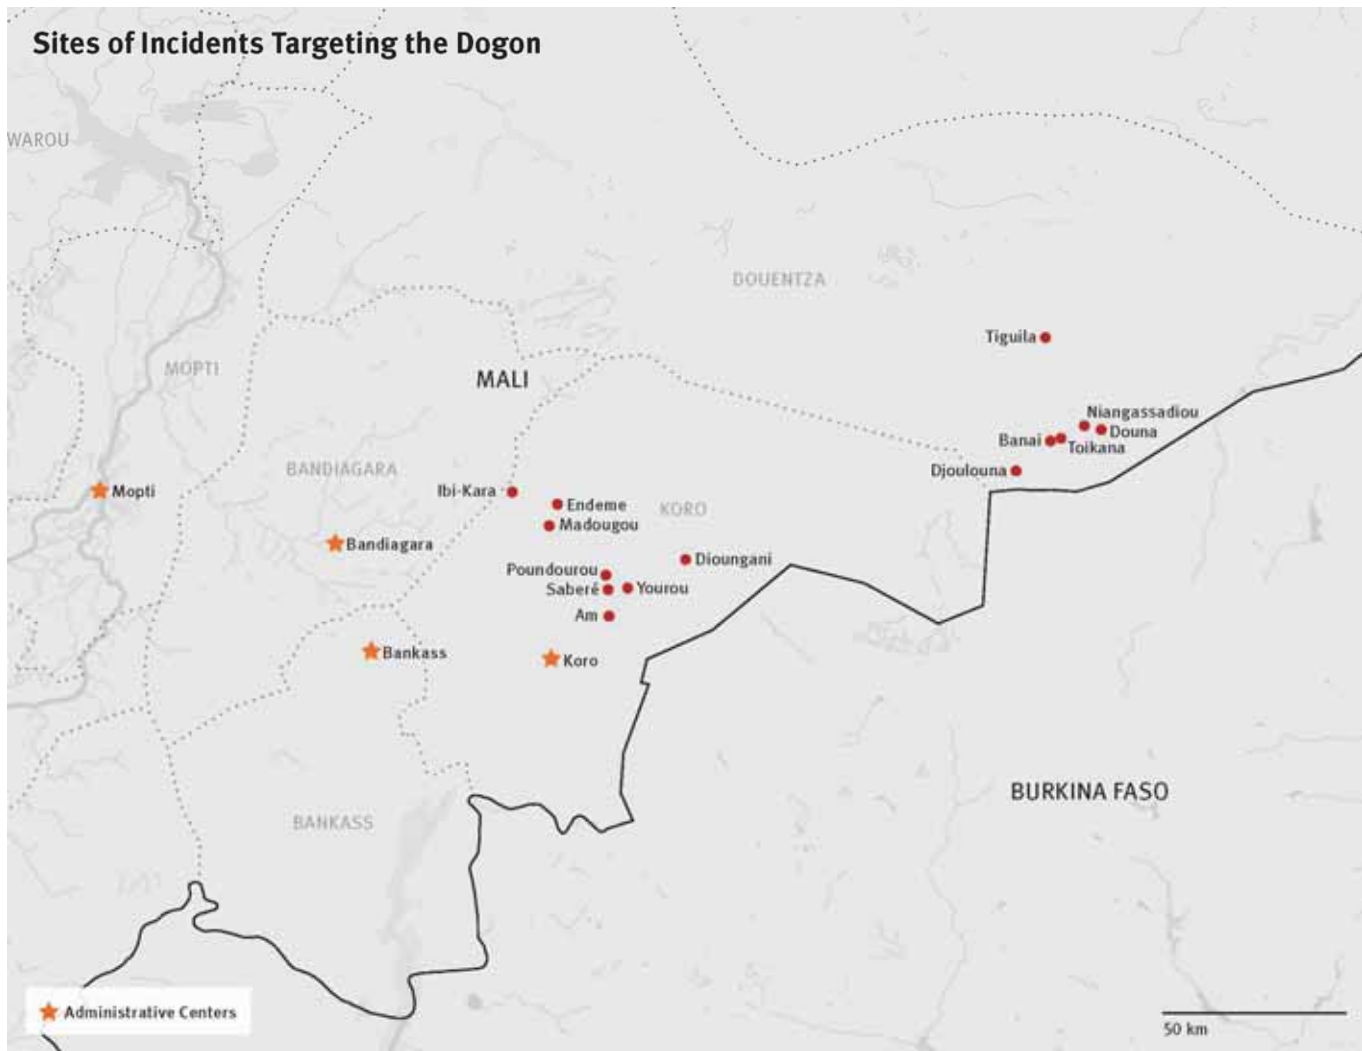 Sites of Incidents Targeting the Dogon
WAROU
DOUENTZA
Tiguila
MOPTI
MALI
Niangassadiou
Douna
Banai
Toikana
BANDIAGARA
Djoulouna
Mopti
Ibi-Kara
Endeme
KORO
Madougou
Bandiagara
Dioungani
Poundourou
Saberé
Yourou
Am
Bankass
Koro
BURKINA FASO
BANKASS
Administrative Centers
50 km